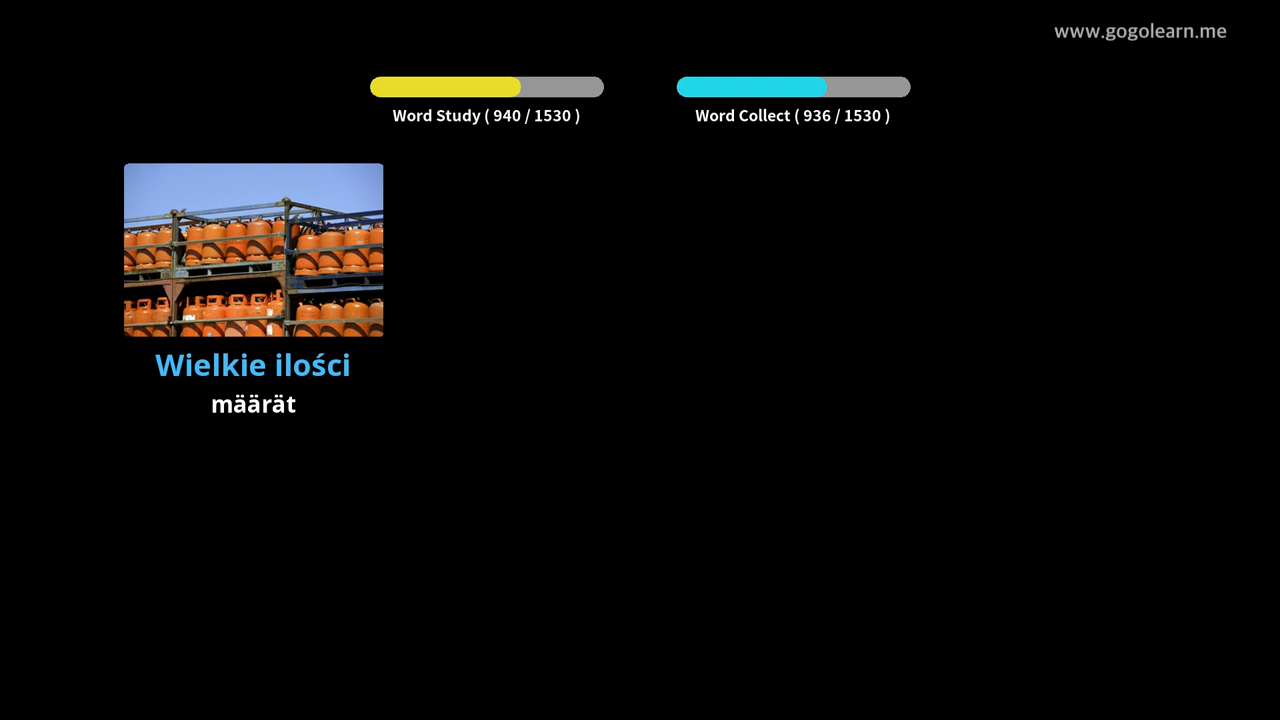 www.gogolearn.me
Word Study ( 940 / 1530 )
Word Collect ( 936 / 1530 )
Wielkie ilości
määrät